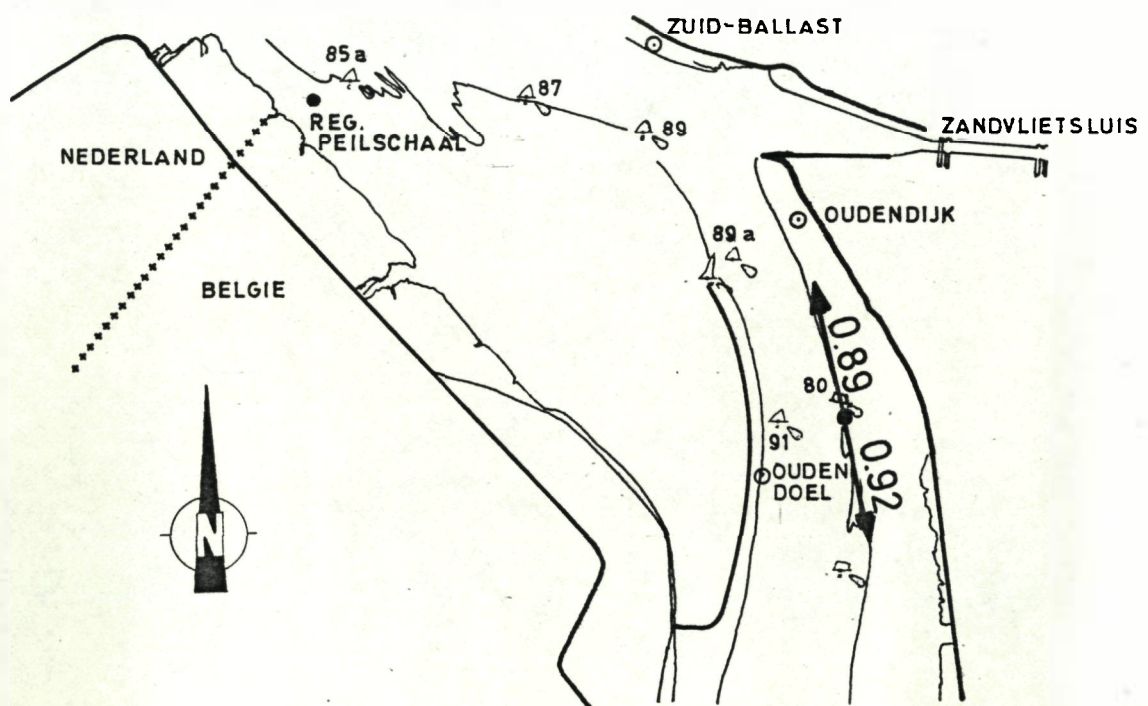 ZUID-BALLAST
85a
87
REG.
PEILSCHAAL
89
ZANDVLIETSLUIS
NEDERLAND
OUDENDIJK
89a
BELGIE
0.89
80
91
0.92
OUDEN
DOEL
N